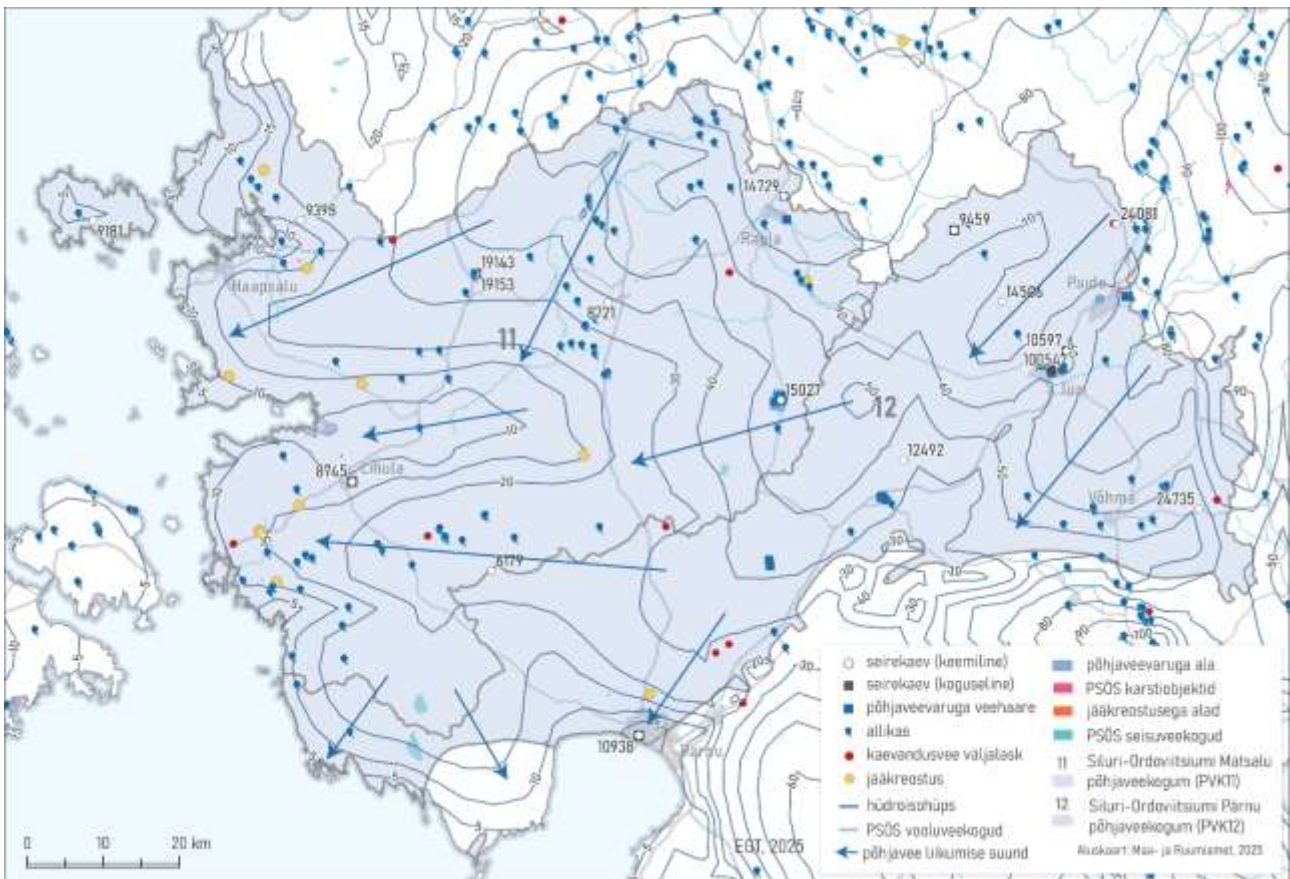 14729
9395
9459
24081
9181
Rapla
19143
Haapsalu
Paide
14505
19153
8221
11
10597
10054
Türi
15027
12
12492
8945
Lihula
Võhma
24735
6179
10938
Pärnu
seirekaev (keemiline)
seirekaev (koguseline)
põhjaveevaruga veehaare
allikas
kaevandusvee väljalask
jääkreostus
hüdroisohüps
PSÖS vooluveekogud
põhjavee liikumise suund
põhjaveevaruga ala
PSÖS karstiobjektid
jääkreostusega alad
PSÖS seisuveekogud
11 Siluri-Ordoviitsiumi Matsalu
põhjaveekogum (PVK11)
12 Siluri-Ordoviitsiumi Pärnu
põhjaveekogum (PVK12)
EGT, 2025
Aluskaart: Maa- ja Ruumiamet, 2025
0 10 20 km